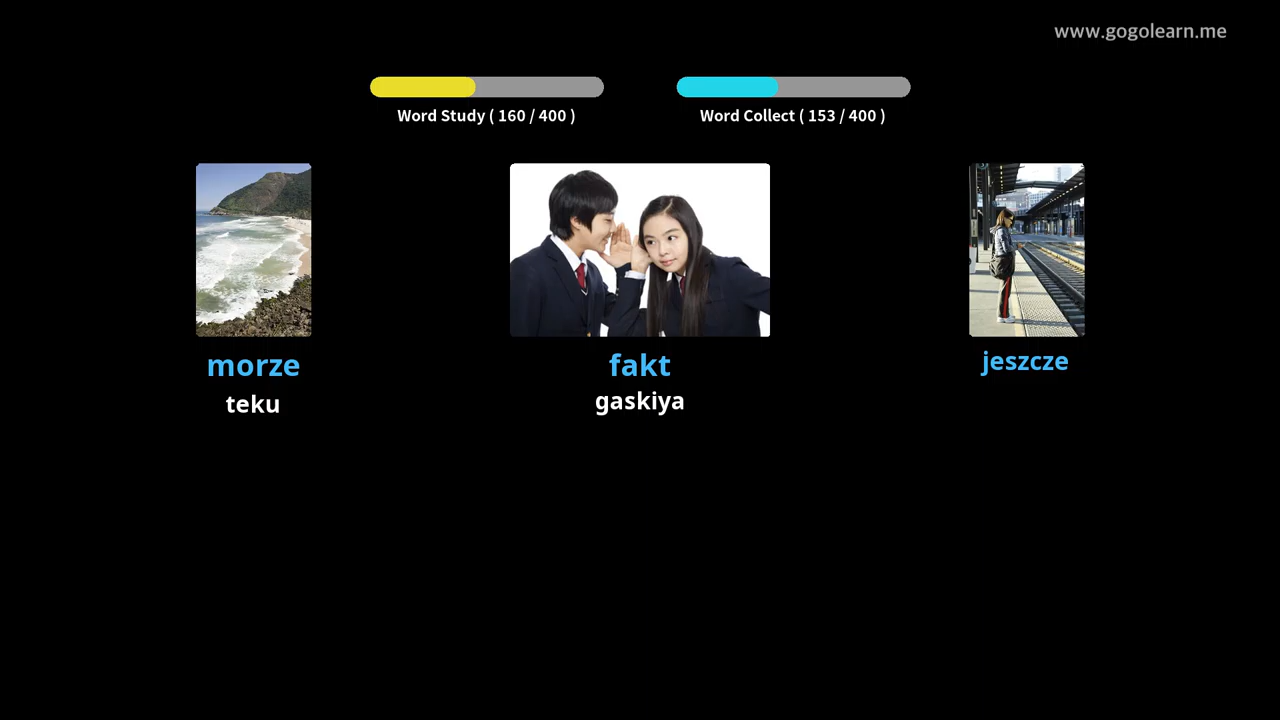 www.gogolearn.me
Word Study ( 160 / 400 )
Word Collect ( 153 / 400 )
morze
teku
fakt
gaskiya
jeszcze